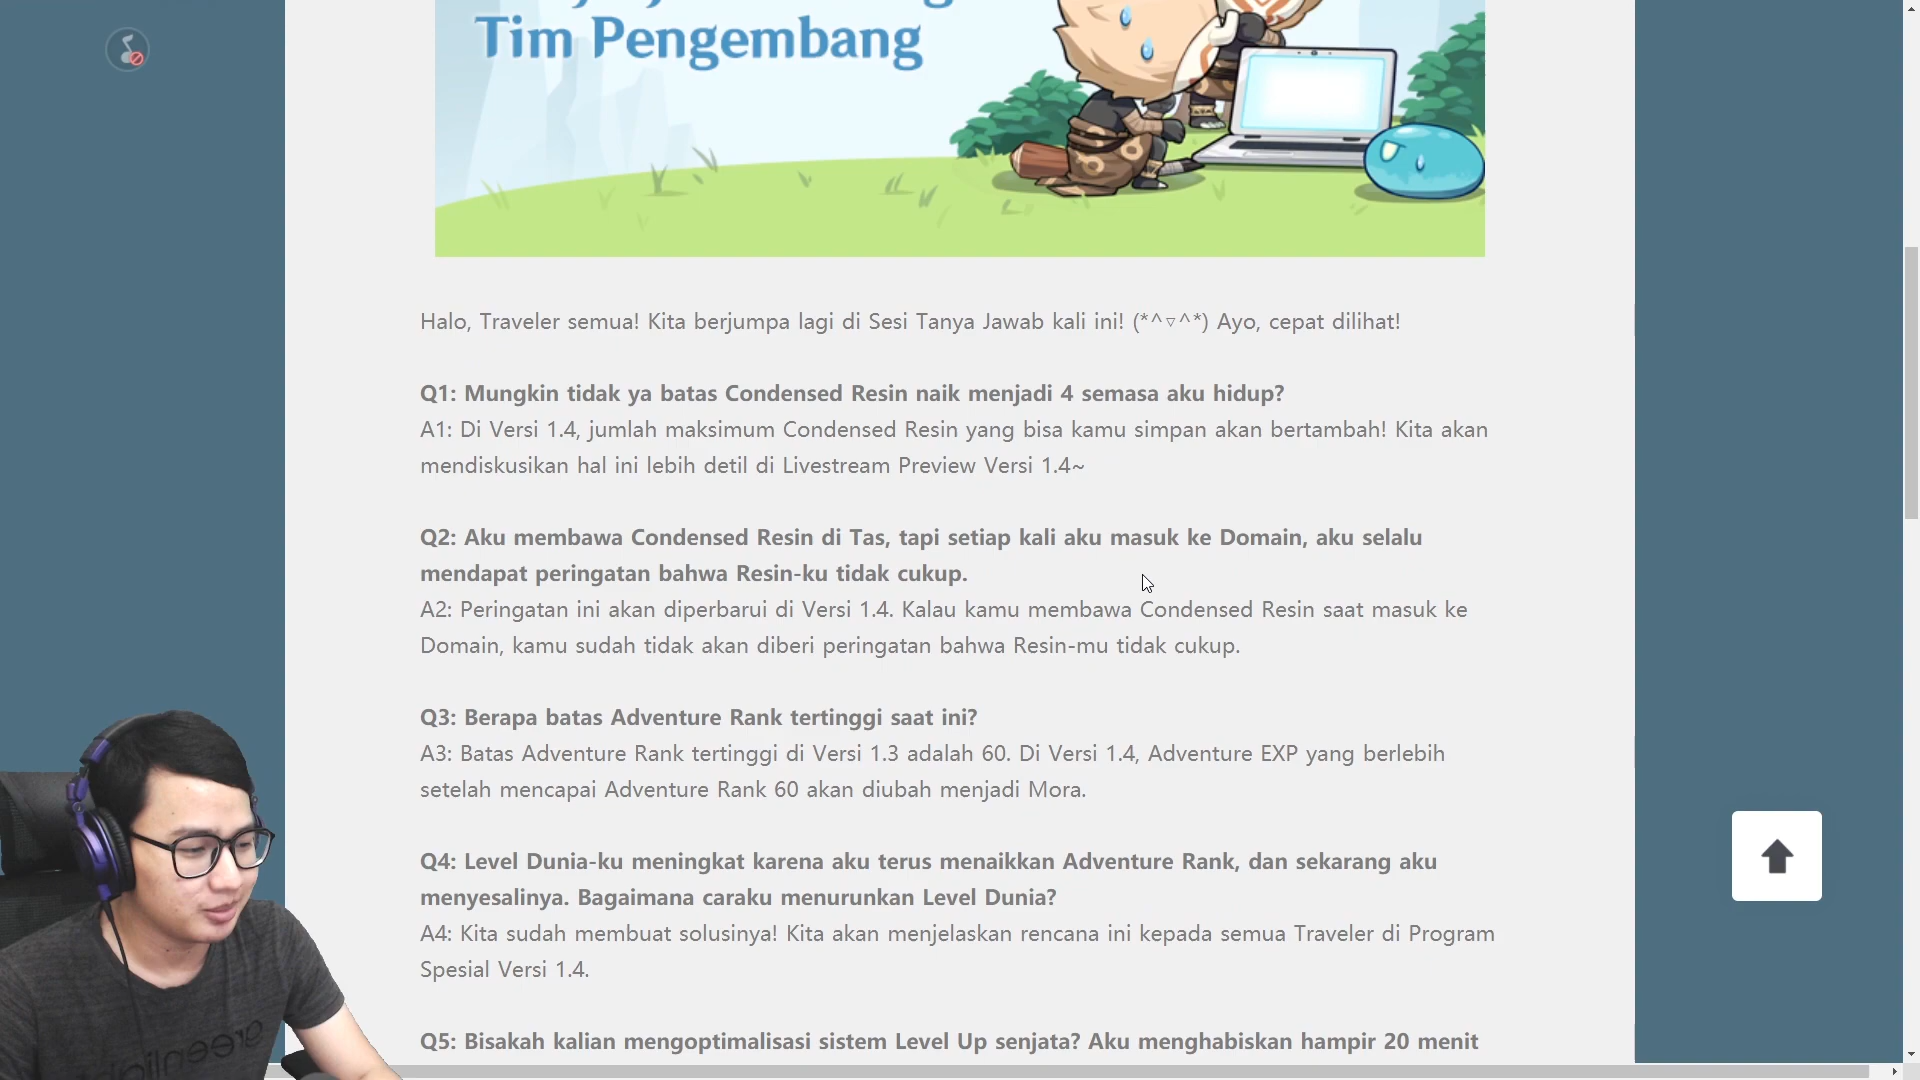 Tim Pengembang
Halo, Traveler semua! Kita berjumpa lagi di Sesi Tanya Jawab kali ini! (*^▽^*) Ayo, cepat dilihat!
Q1: Mungkin tidak ya batas Condensed Resin naik menjadi 4 semasa aku hidup?
A1: Di Versi 1.4, jumlah maksimum Condensed Resin yang bisa kamu simpan akan bertambah! Kita akan
mendiskusikan hal ini lebih detil di Livestream Preview Versi 1.4~
Q2: Aku membawa Condensed Resin di Tas, tapi setiap kali aku masuk ke Domain, aku selalu
mendapat peringatan bahwa Resin-ku tidak cukup.
A2: Peringatan ini akan diperbarui di Versi 1.4. Kalau kamu membawa Condensed Resin saat masuk ke
Domain, kamu sudah tidak akan diberi peringatan bahwa Resin-mu tidak cukup.
Q3: Berapa batas Adventure Rank tertinggi saat ini?
A3: Batas Adventure Rank tertinggi di Versi 1.3 adalah 60. Di Versi 1.4, Adventure EXP yang berlebih
setelah mencapai Adventure Rank 60 akan diubah menjadi Mora.
Q4: Level Dunia-ku meningkat karena aku terus menaikkan Adventure Rank, dan sekarang aku
menyesalinya. Bagaimana caraku menurunkan Level Dunia?
A4: Kita sudah membuat solusinya! Kita akan menjelaskan rencana ini kepada semua Traveler di Program
Spesial Versi 1.4.
Q5: Bisakah kalian mengoptimalisasi sistem Level Up senjata? Aku menghabiskan hampir 20 menit